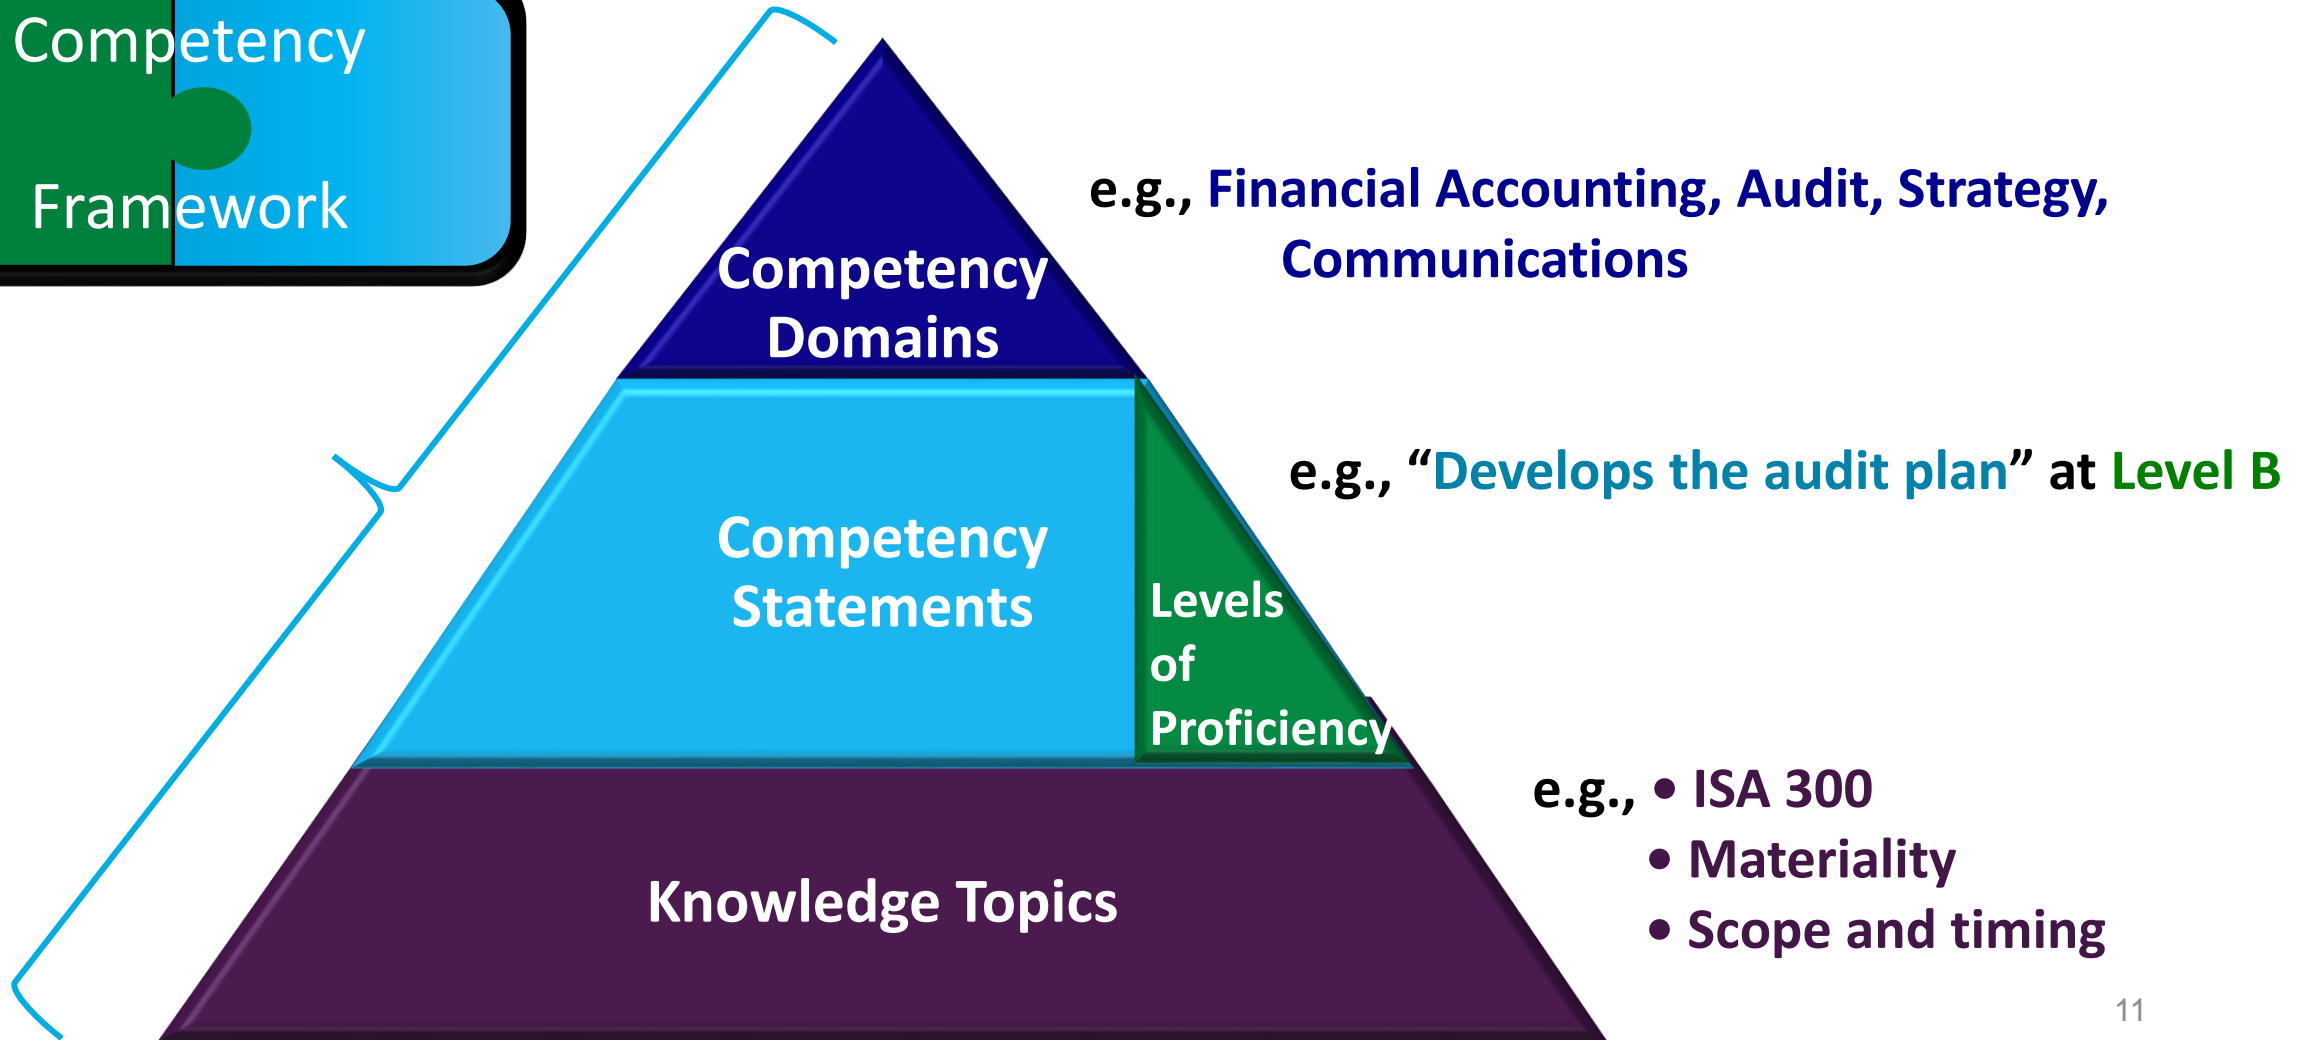 Competency
Framework
e.g., Financial Accounting, Audit, Strategy,
Communications
Competency
Domains
e.g., “Develops the audit plan” at Level B
Competency
Statements
Levels
of
Proficiency
e.g., • ISA 300
• Materiality
• Scope and timing
Knowledge Topics
11